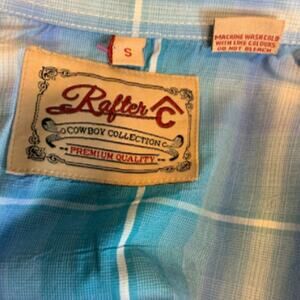 S
MACHINE WASH COLD
WITH LIKE COLOURS
DO NOT BLEACH
Rafter C
COWBOY COLLECTION
PREMIUM QUALITY